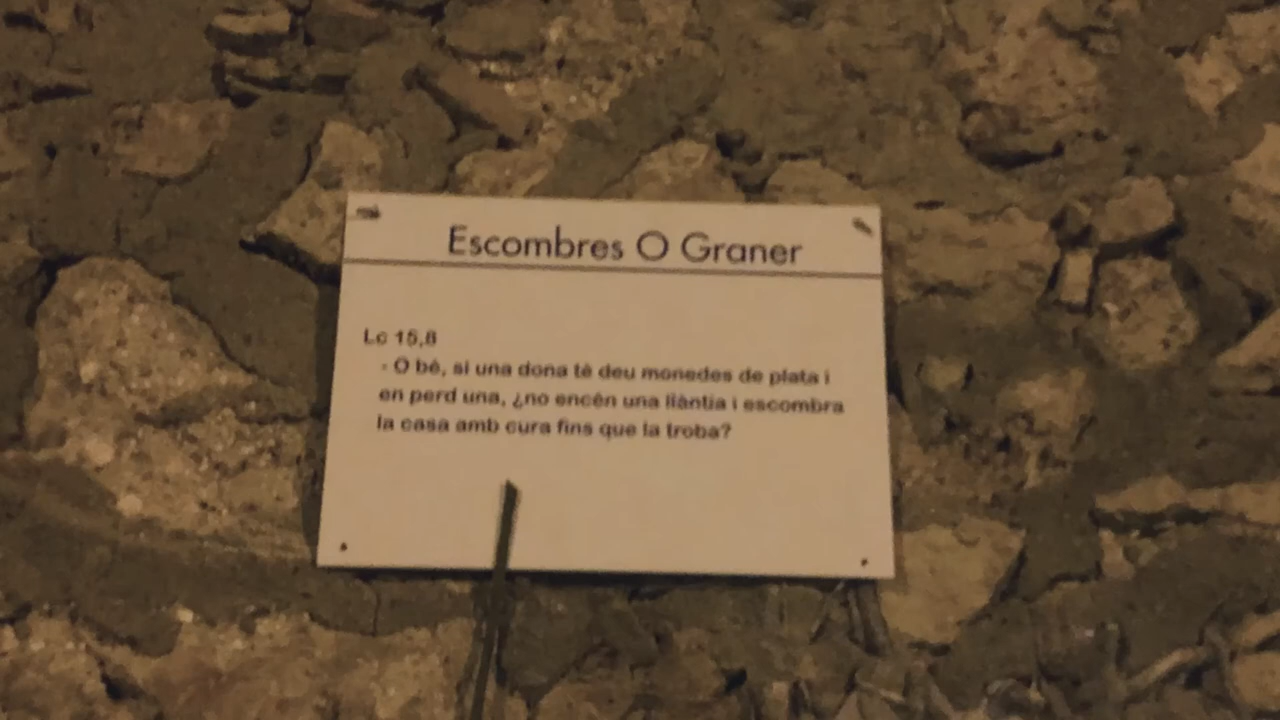 Escombres O Graner
Lc 15,8
- O bé, si una dona té deu monedes de plata i
en perd una, ¿no encén una llàntia i escombra
la casa amb cura fins que la troba?